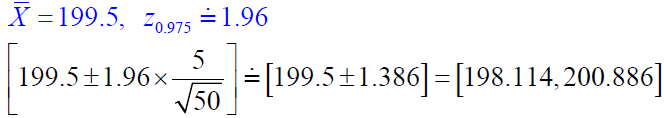 X̄ = 199.5, z₀.₉₇₅ ≐ 1.96
[199.5 ± 1.96 × 5/√50] ≐ [199.5 ± 1.386] = [198.114, 200.886]